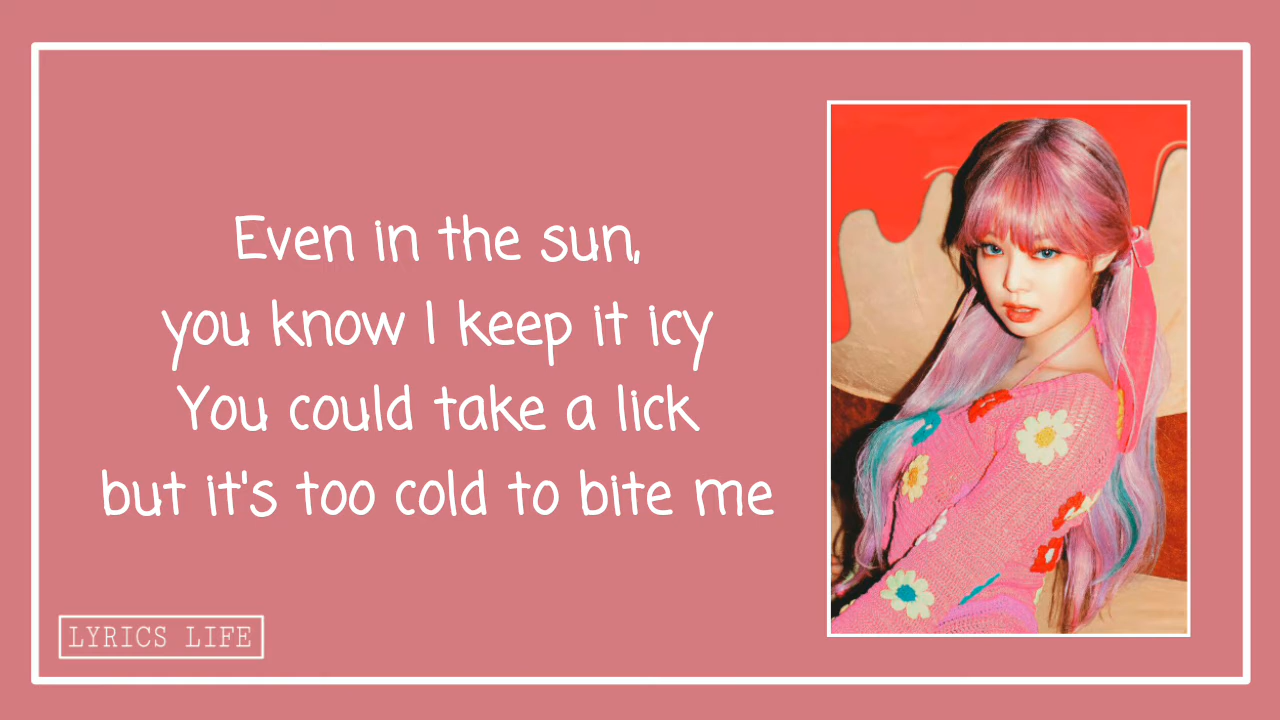 Even in the sun,
you know I keep it icy
You could take a lick
but it's too cold to bite me
LYRICS LIFE